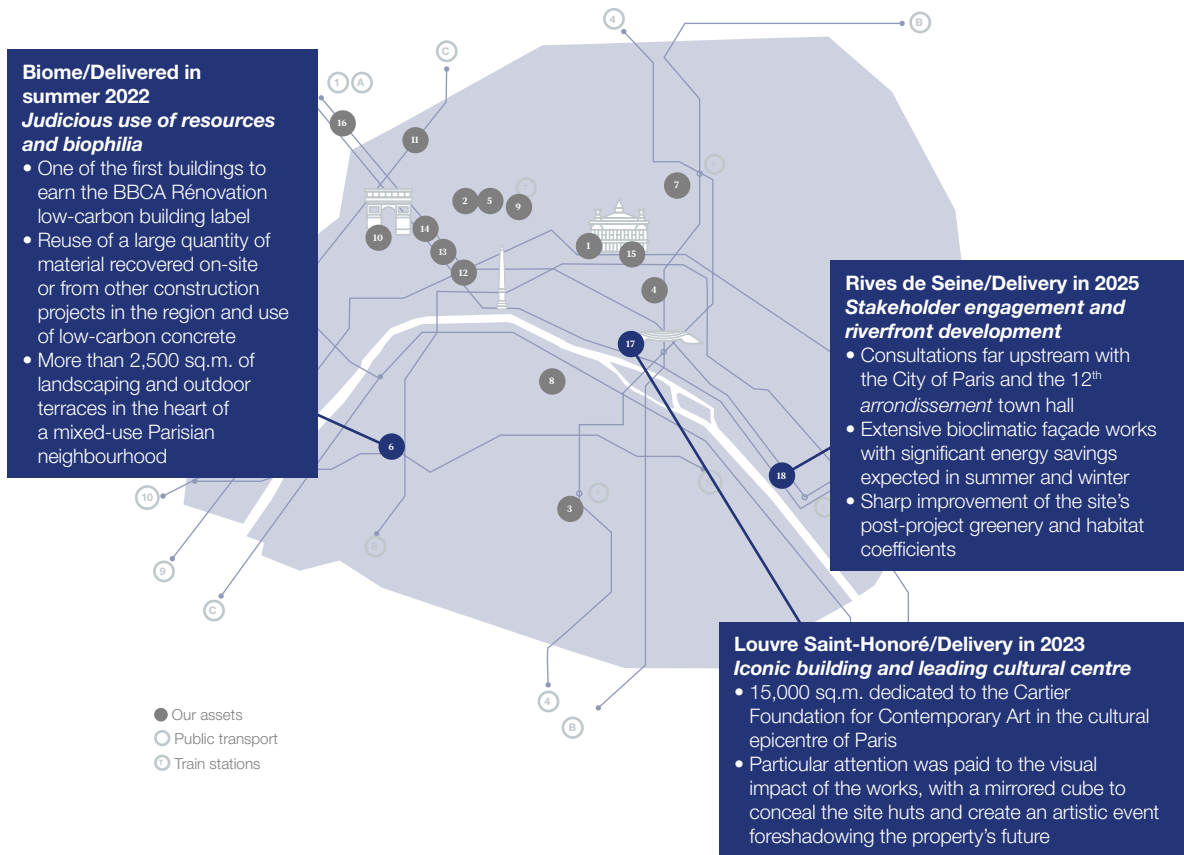 4
B
C
1 A
Biome/Delivered in
summer 2022
Judicious use of resources
and biophilia
• One of the first buildings to
earn the BBCA Rénovation
low-carbon building label
• Reuse of a large quantity of
material recovered on-site
or from other construction
projects in the region and use
of low-carbon concrete
• More than 2,500 sq.m. of
landscaping and outdoor
terraces in the heart of
a mixed-use Parisian
neighbourhood
16
11
T
7
2
5
T
9
10
14
13
12
1
15
4
17
8
6
18
3
T
10
9
C
4
B
Rives de Seine/Delivery in 2025
Stakeholder engagement and
riverfront development
• Consultations far upstream with
the City of Paris and the 12th
arrondissement town hall
• Extensive bioclimatic façade works
with significant energy savings
expected in summer and winter
• Sharp improvement of the site's
post-project greenery and habitat
coefficients
Louvre Saint-Honoré/Delivery in 2023
Iconic building and leading cultural centre
• 15,000 sq.m. dedicated to the Cartier
Foundation for Contemporary Art in the cultural
epicentre of Paris
• Particular attention was paid to the visual
impact of the works, with a mirrored cube to
conceal the site huts and create an artistic event
foreshadowing the property's future
Our assets
Public transport
T Train stations